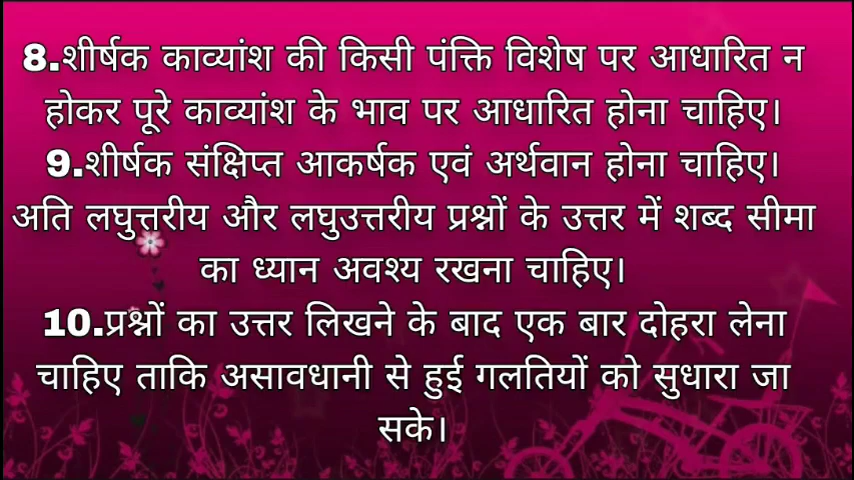 8.शीर्षक काव्यांश की किसी पंक्ति विशेष पर आधारित न
होकर पूरे काव्यांश के भाव पर आधारित होना चाहिए।
9.शीर्षक संक्षिप्त आकर्षक एवं अर्थवान होना चाहिए।
अति लघुत्तरीय और लघुउत्तरीय प्रश्नों के उत्तर में शब्द सीमा
का ध्यान अवश्य रखना चाहिए।
10.प्रश्नों का उत्तर लिखने के बाद एक बार दोहरा लेना
चाहिए ताकि असावधानी से हुई गलतियों को सुधारा जा
सके।